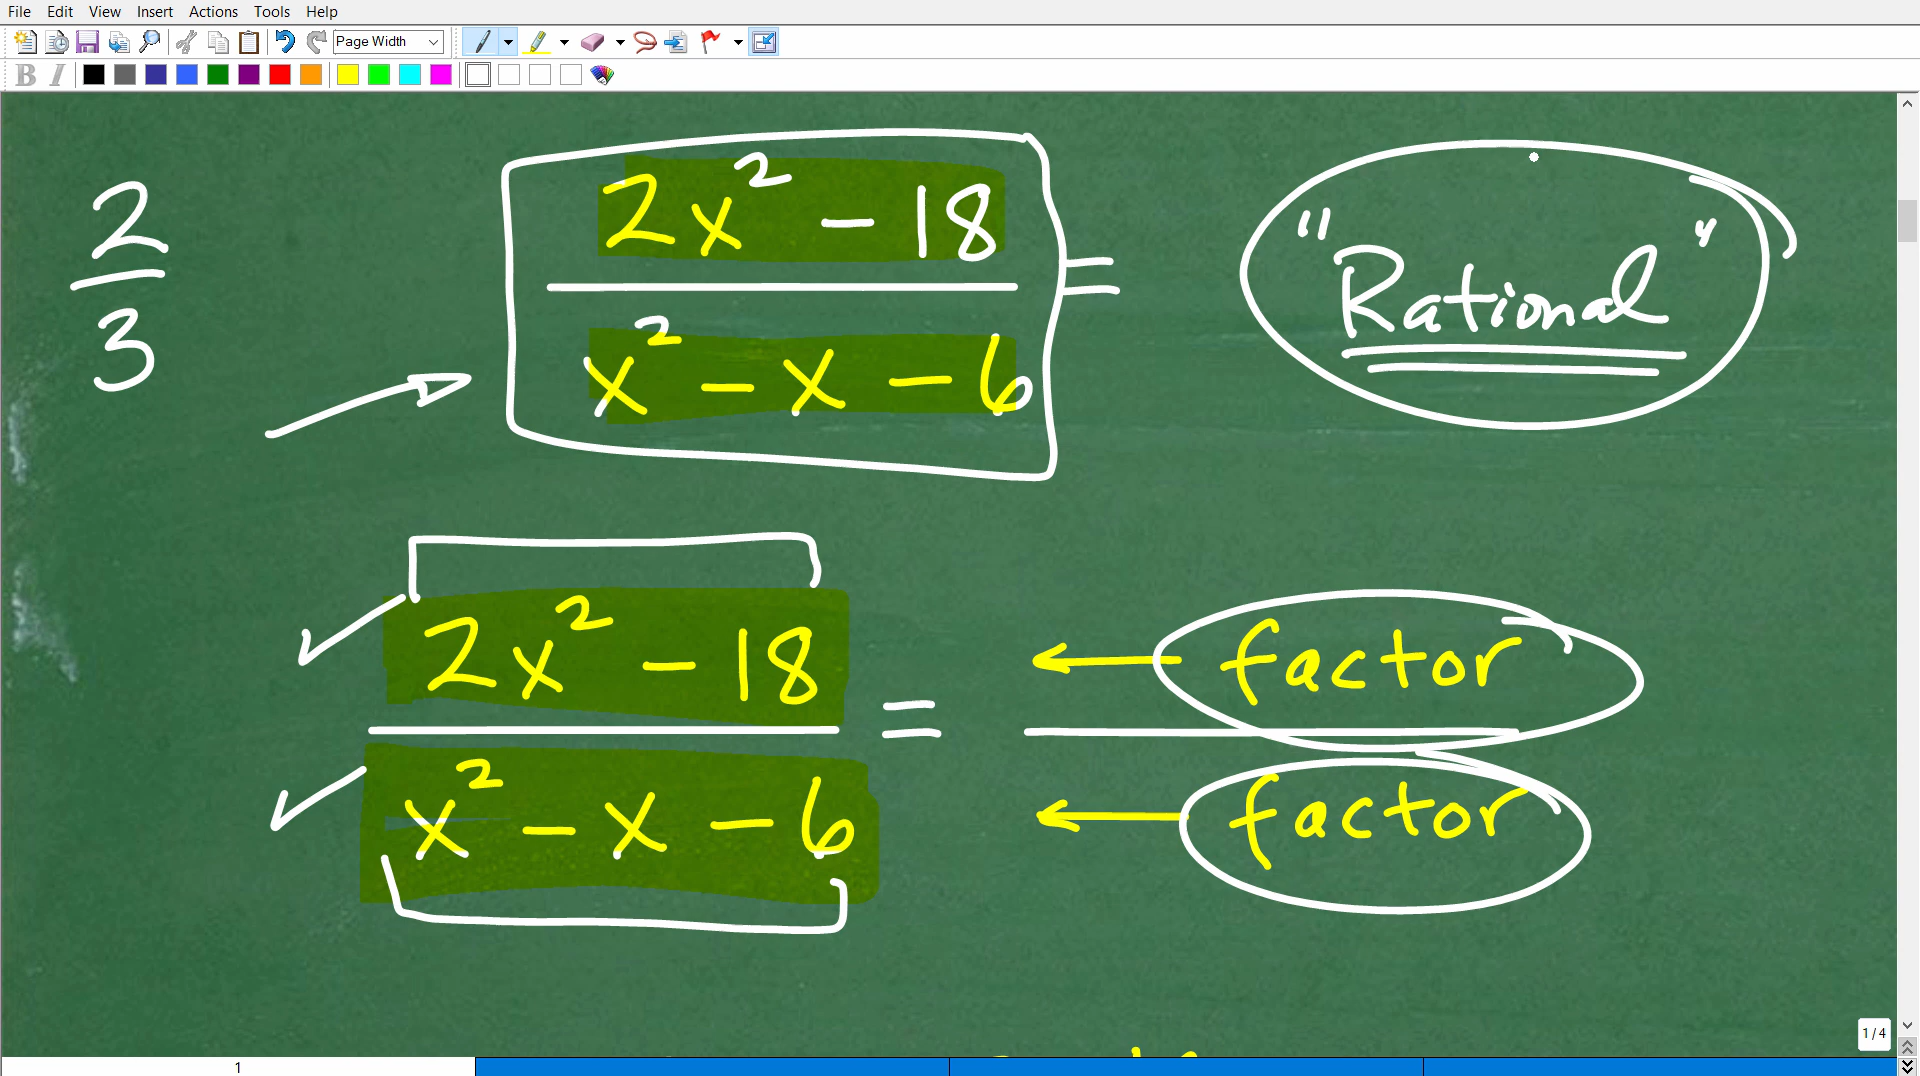 File Edit View Insert Actions Tools Help
Page Width
B I
2
3
2x² - 18
x² - x - 6
=
"Rational"
2x² - 18
x² - x - 6
=
factor
factor
1 / 4
1